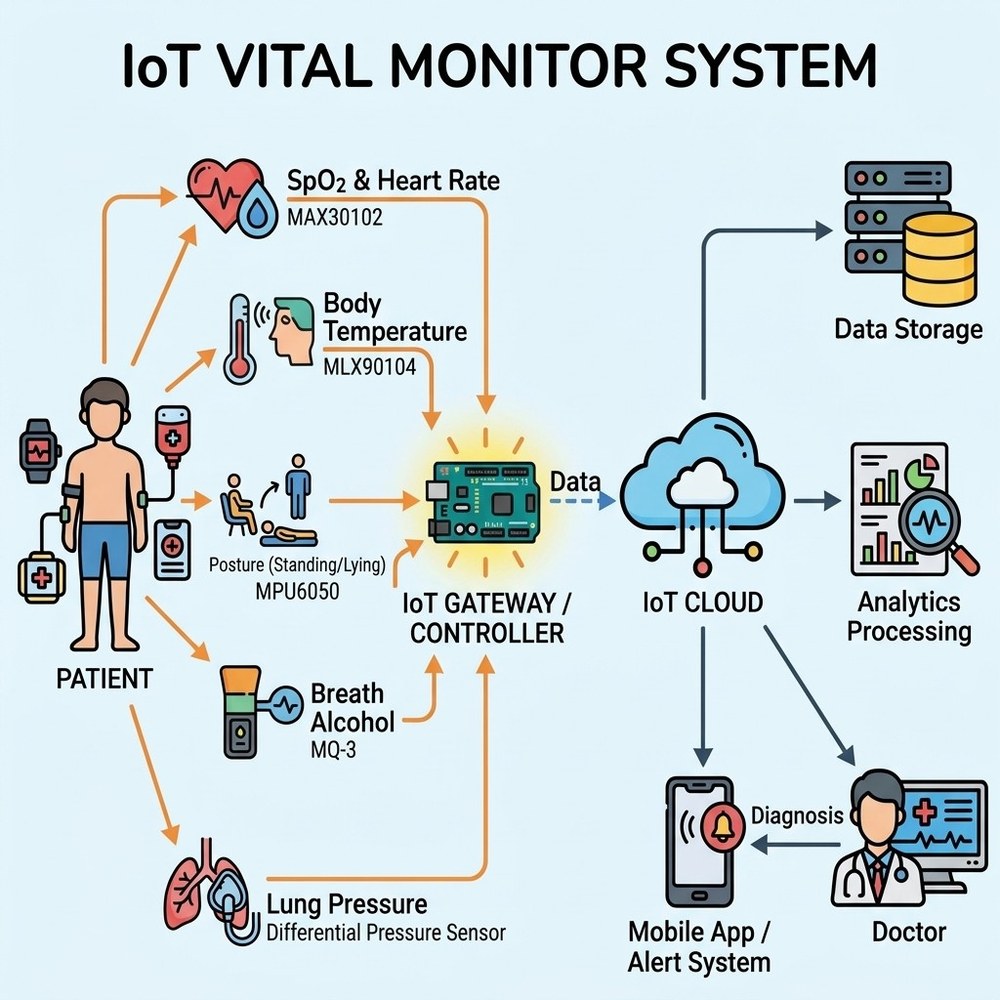 IoT VITAL MONITOR SYSTEM
SpO₂ & Heart Rate
MAX30102
Body
Temperature
MLX90104
Posture (Standing/Lying)
MPU6050
PATIENT
Breath
Alcohol
MQ-3
Lung Pressure
Differential Pressure Sensor
IoT GATEWAY /
CONTROLLER
Data
IoT CLOUD
Data Storage
Analytics
Processing
Diagnosis
Mobile App /
Alert System
Doctor